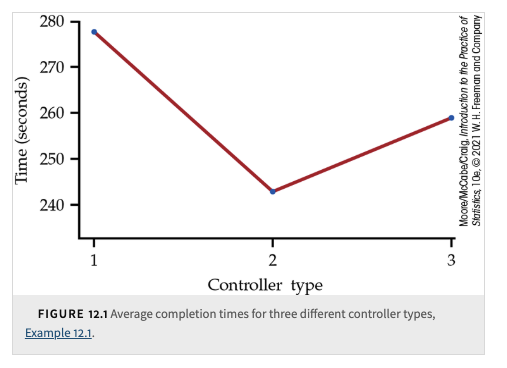 280
270
260
250
240
Time (seconds)
1
2
3
Controller type
Moore/McCabe/Craig, Introduction to the Practice of
Statistics, 10e, © 2021 W. H. Freeman and Company
FIGURE 12.1 Average completion times for three different controller types,
Example 12.1.